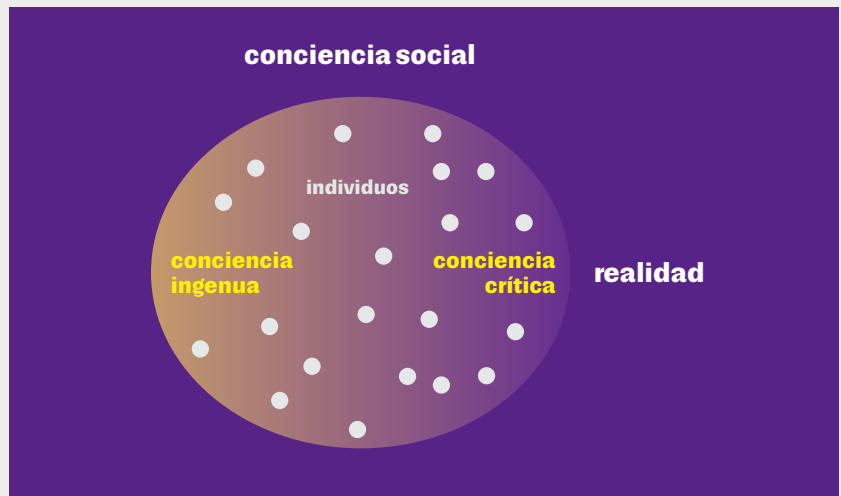 conciencia social
individuos
conciencia
ingenua
conciencia
crítica
realidad